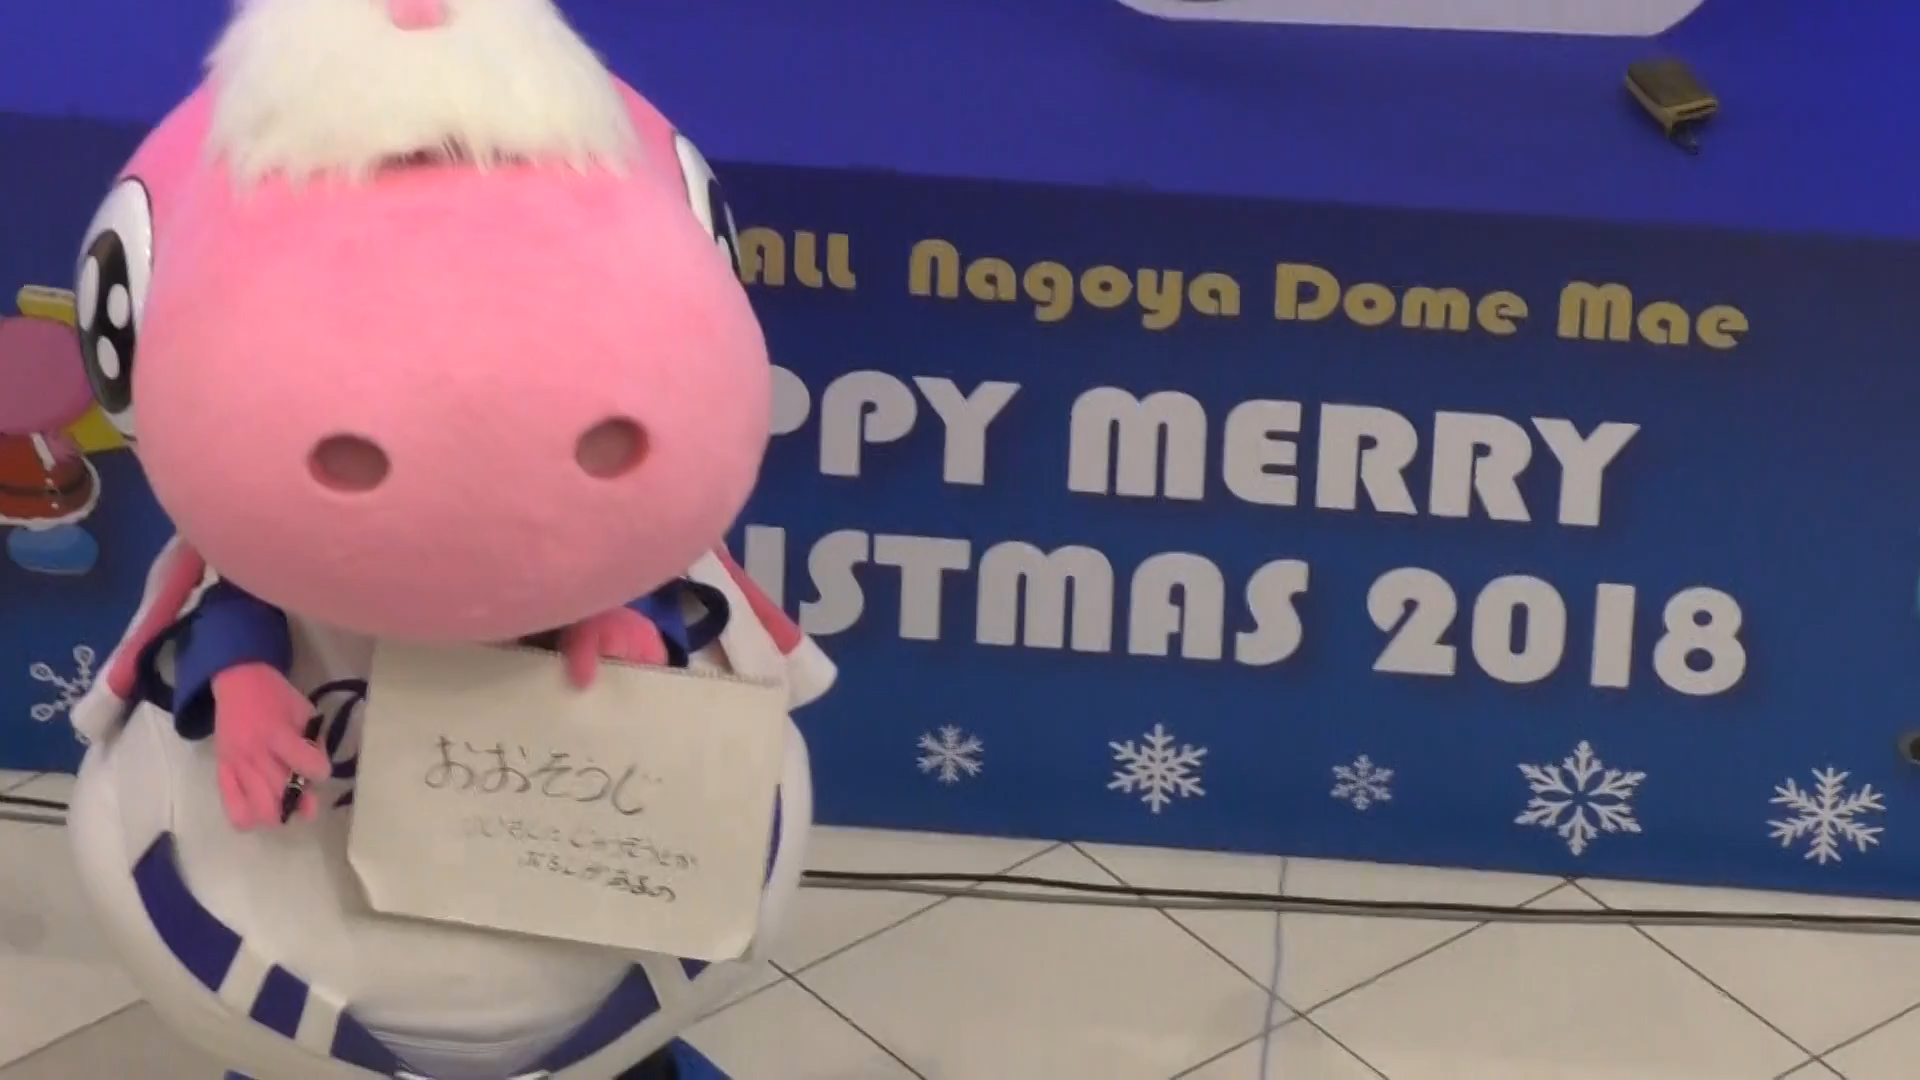 ALL Nagoya Dome Mae
PPY MERRY
ISTMAS 2018
おおそうじ